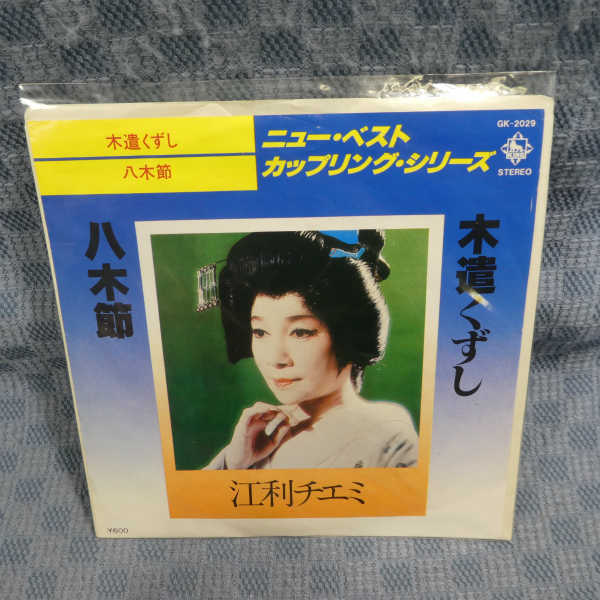 木遣くずし
八木節
ニュー・ベスト
カップリング・シリーズ
GK-2029
KING
STEREO
木遣くずし
八木節
江利チエミ
¥600